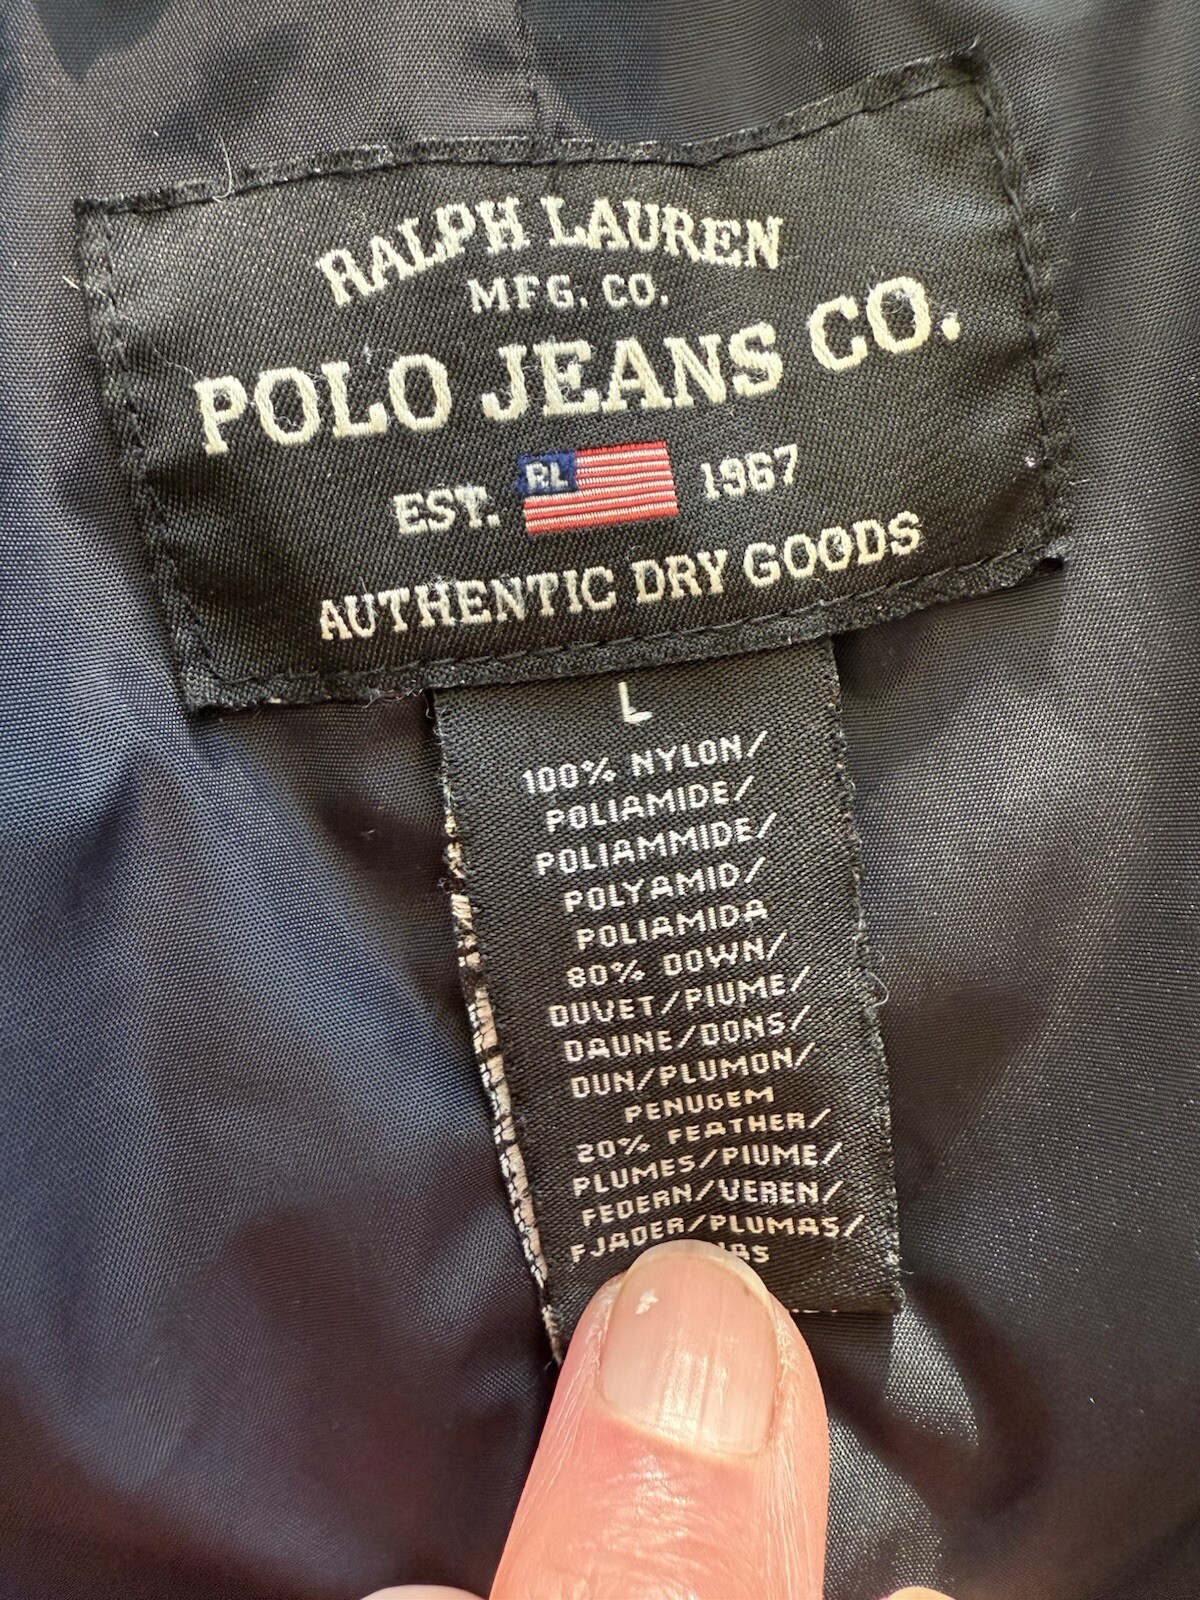 RALPH LAUREN
MFG. CO.
POLO JEANS CO.
EST. RL 1967
AUTHENTIC DRY GOODS
L
100% NYLON/
POLIAMIDE/
POLIAMMIDE/
POLYAMID/
POLIAMIDA
80% DOWN/
DUVET/PIUME/
DAUNE/DONS/
DUN/PLUMON/
PENUGEM
20% FEATHER/
PLUMES/PIUME/
FEDERN/VEREN/
FJADER/PLUMAS/